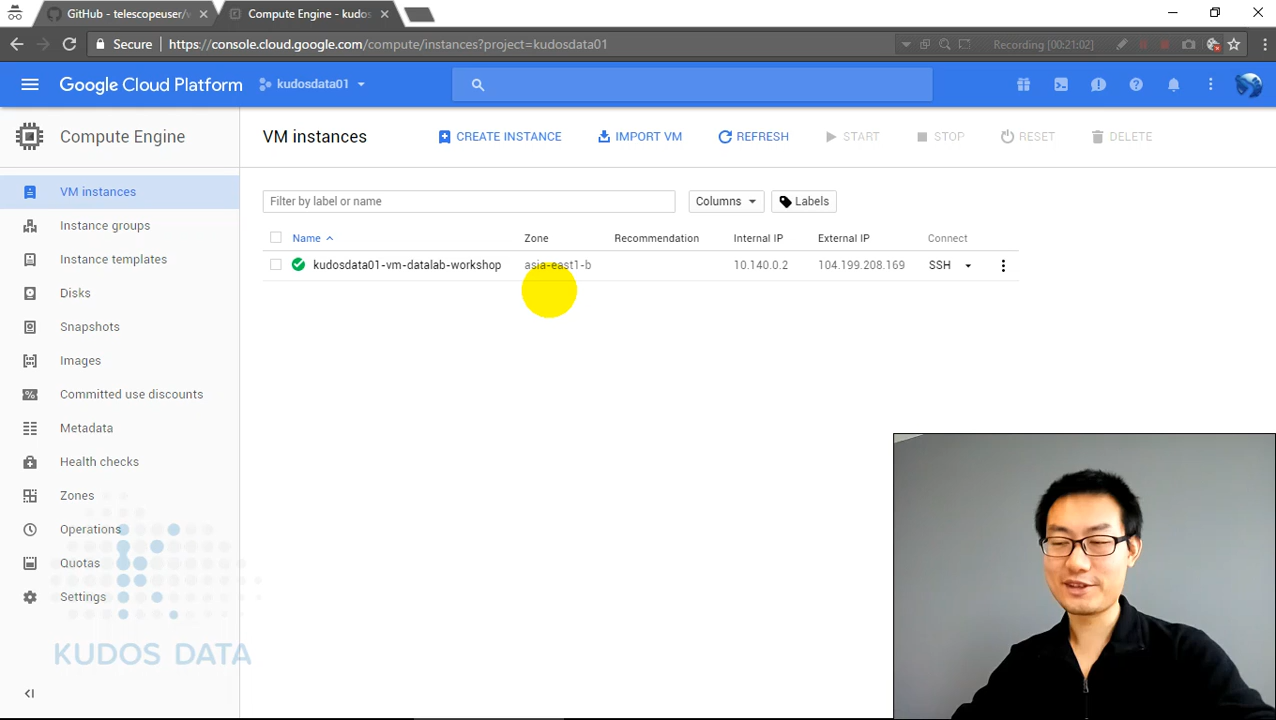 GitHub - telescopeuser/
Compute Engine - kudos
Secure
https://console.cloud.google.com/compute/instances?project=kudosdata01
Recording [00:21:02]
Google Cloud Platform
kudosdata01
Compute Engine
VM instances
CREATE INSTANCE
IMPORT VM
REFRESH
START
STOP
RESET
DELETE
VM instances
Instance groups
Instance templates
Disks
Snapshots
Images
Committed use discounts
Metadata
Health checks
Zones
Operations
Quotas
Settings
Filter by label or name
Columns
Labels
Name
Zone
Recommendation
Internal IP
External IP
Connect
kudosdata01-vm-datalab-workshop
asia-east1-b
10.140.0.2
104.199.208.169
SSH
KUDOS DATA